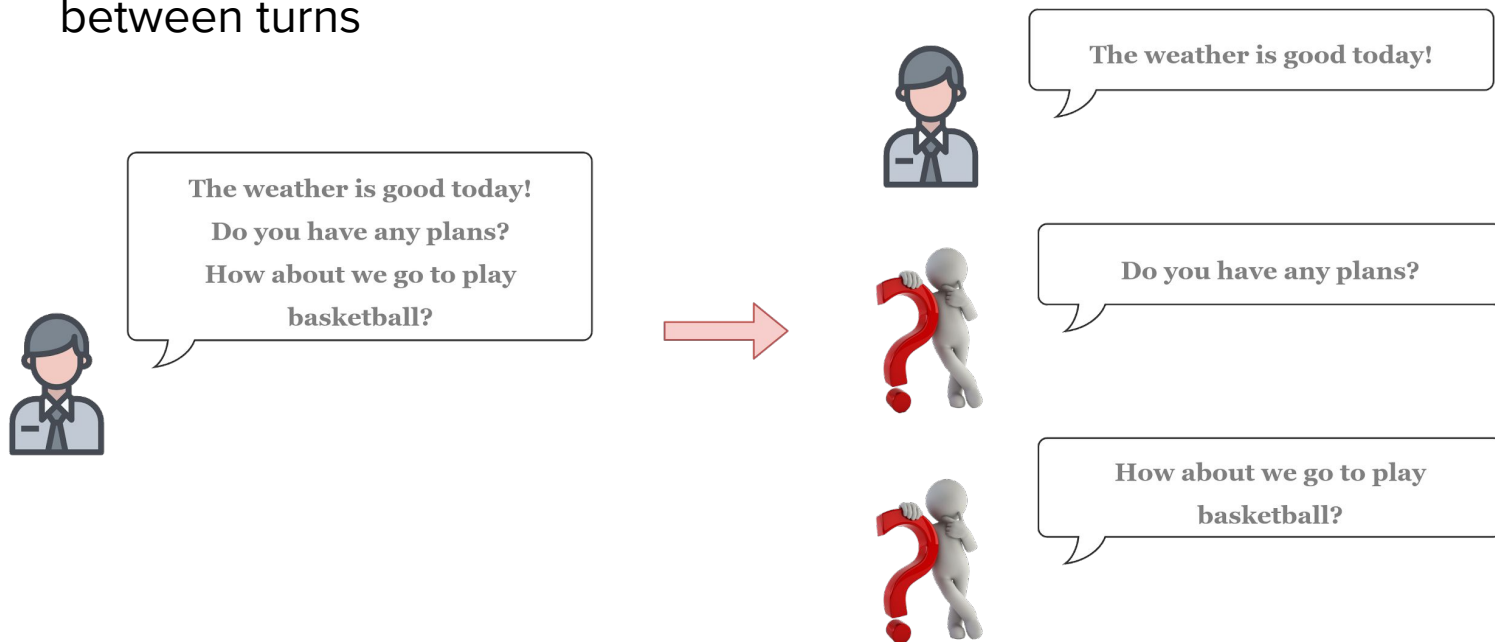 between turns
The weather is good today!
Do you have any plans?
How about we go to play
basketball?
The weather is good today!
Do you have any plans?
How about we go to play
basketball?